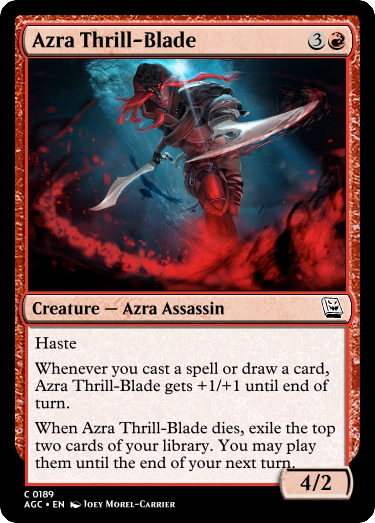 Azra Thrill-Blade 3
Creature — Azra Assassin
Haste
Whenever you cast a spell or draw a card,
Azra Thrill-Blade gets +1/+1 until end of
turn.
When Azra Thrill-Blade dies, exile the top
two cards of your library. You may play
them until the end of your next turn.
4/2
C 0189
AGC • EN Joey Morel-Carrier